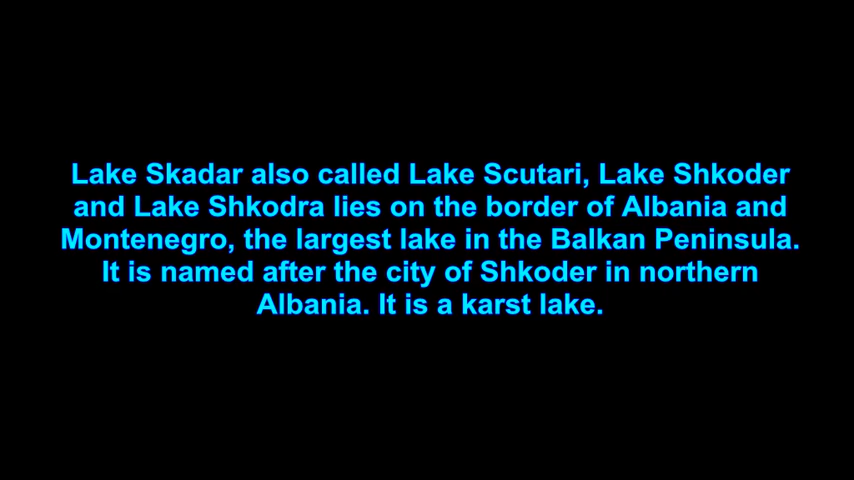 Lake Skadar also called Lake Scutari, Lake Shkoder
and Lake Shkodra lies on the border of Albania and
Montenegro, the largest lake in the Balkan Peninsula.
It is named after the city of Shkoder in northern
Albania. It is a karst lake.